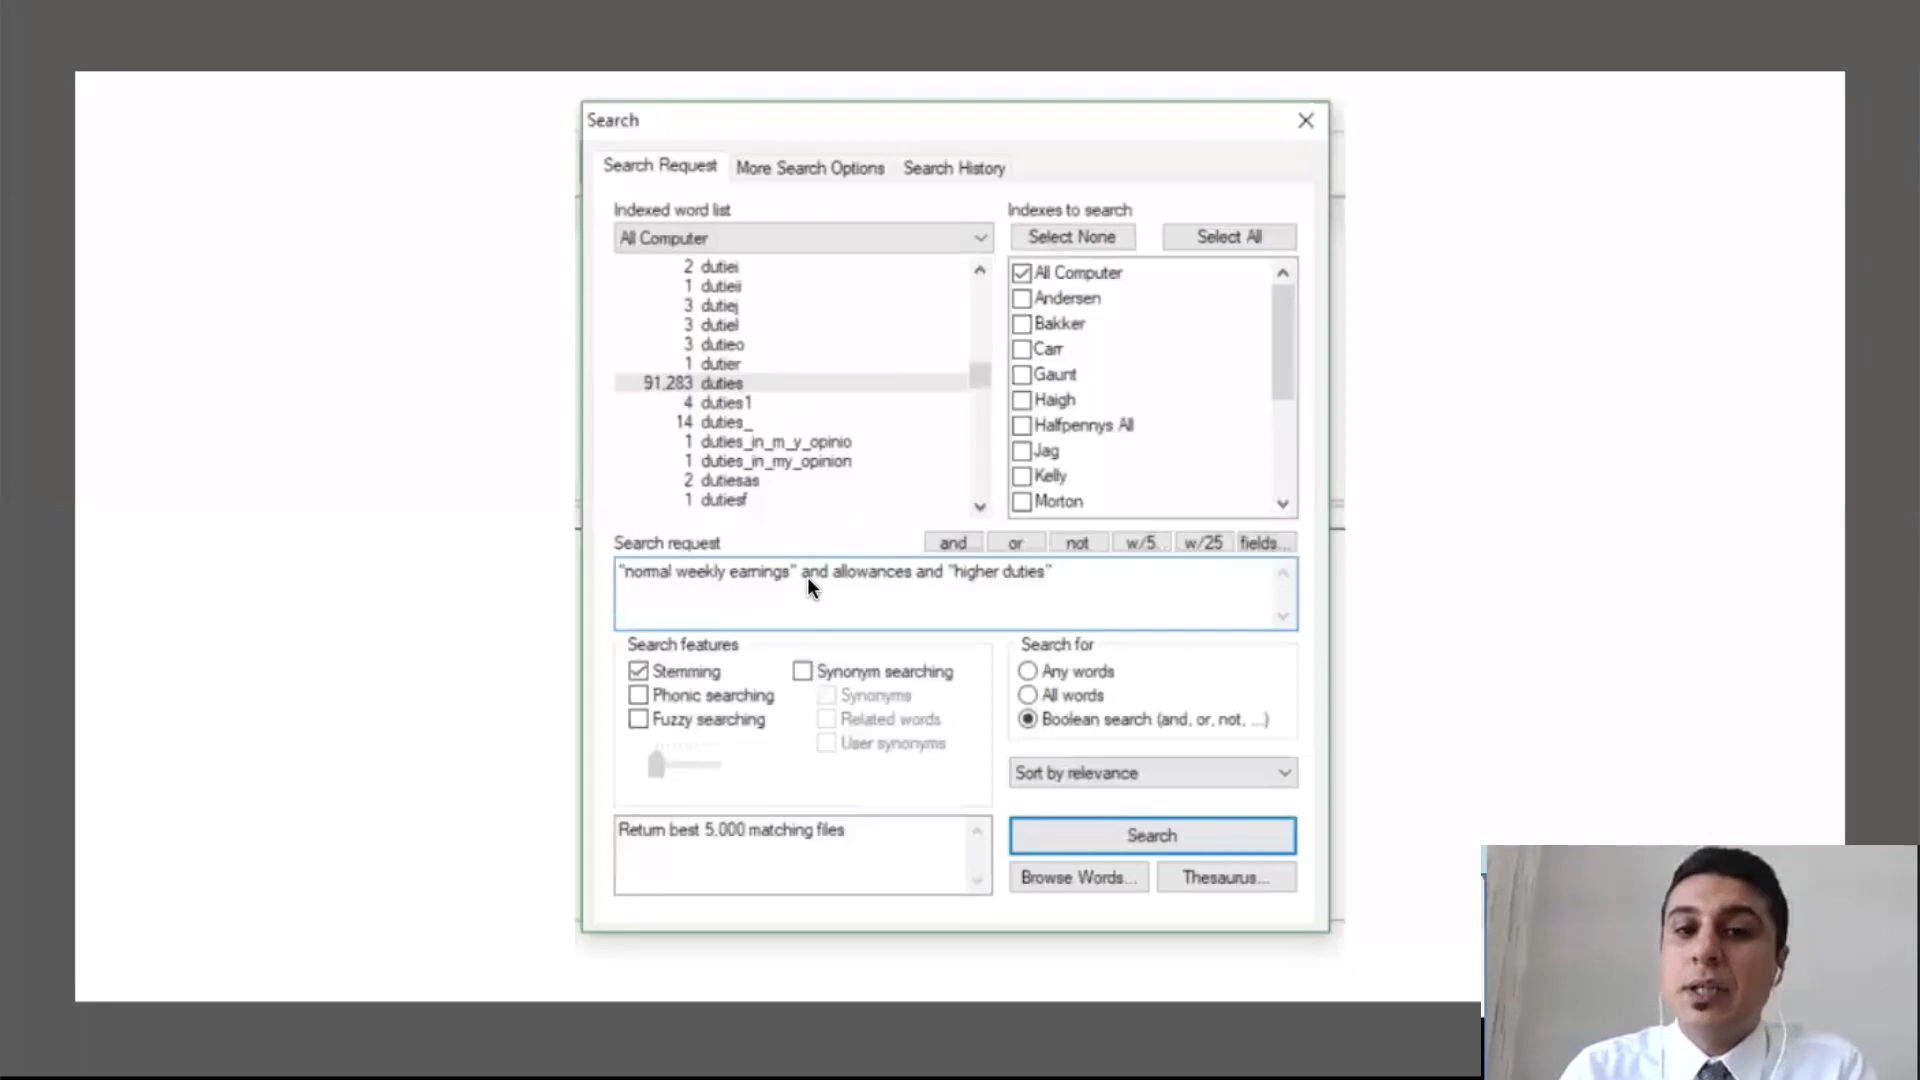 Search
Search Request
More Search Options
Search History
Indexed word list
Indexes to search
All Computer
Select None
Select All
2 dutiei
1 dutieii
3 dutiej
3 dutiel
3 dutieo
1 dutier
91,283 duties
4 duties1
14 duties_
1 duties_in_m_y_opinio
1 duties_in_my_opinion
2 dutiesas
1 dutiesf
All Computer
Andersen
Bakker
Carr
Gaunt
Haigh
Halfpennys All
Jag
Kelly
Morton
Search request
and
or
not
w/5..
w/25
fields...
"normal weekly earnings" and allowances and "higher duties"
Search features
Stemming
Phonic searching
Fuzzy searching
Synonym searching
Synonyms
Related words
User synonyms
Search for
Any words
All words
Boolean search (and, or, not, ...)
Sort by relevance
Return best 5,000 matching files
Search
Browse Words...
Thesaurus...